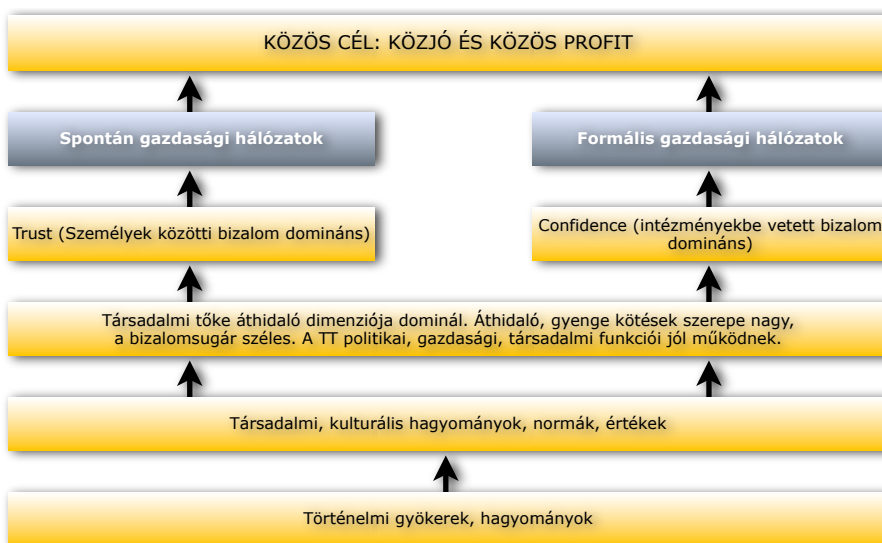 KÖZÖS CÉL: KÖZJÓ ÉS KÖZÖS PROFIT
Spontán gazdasági hálózatok
Formális gazdasági hálózatok
Trust (Személyek közötti bizalom domináns)
Confidence (intézményekbe vetett bizalom
domináns)
Társadalmi tőke áthidaló dimenziója dominál. Áthidaló, gyenge kötések szerepe nagy,
a bizalomsugár széles. A TT politikai, gazdasági, társadalmi funkciói jól működnek.
Társadalmi, kulturális hagyományok, normák, értékek
Történelmi gyökerek, hagyományok